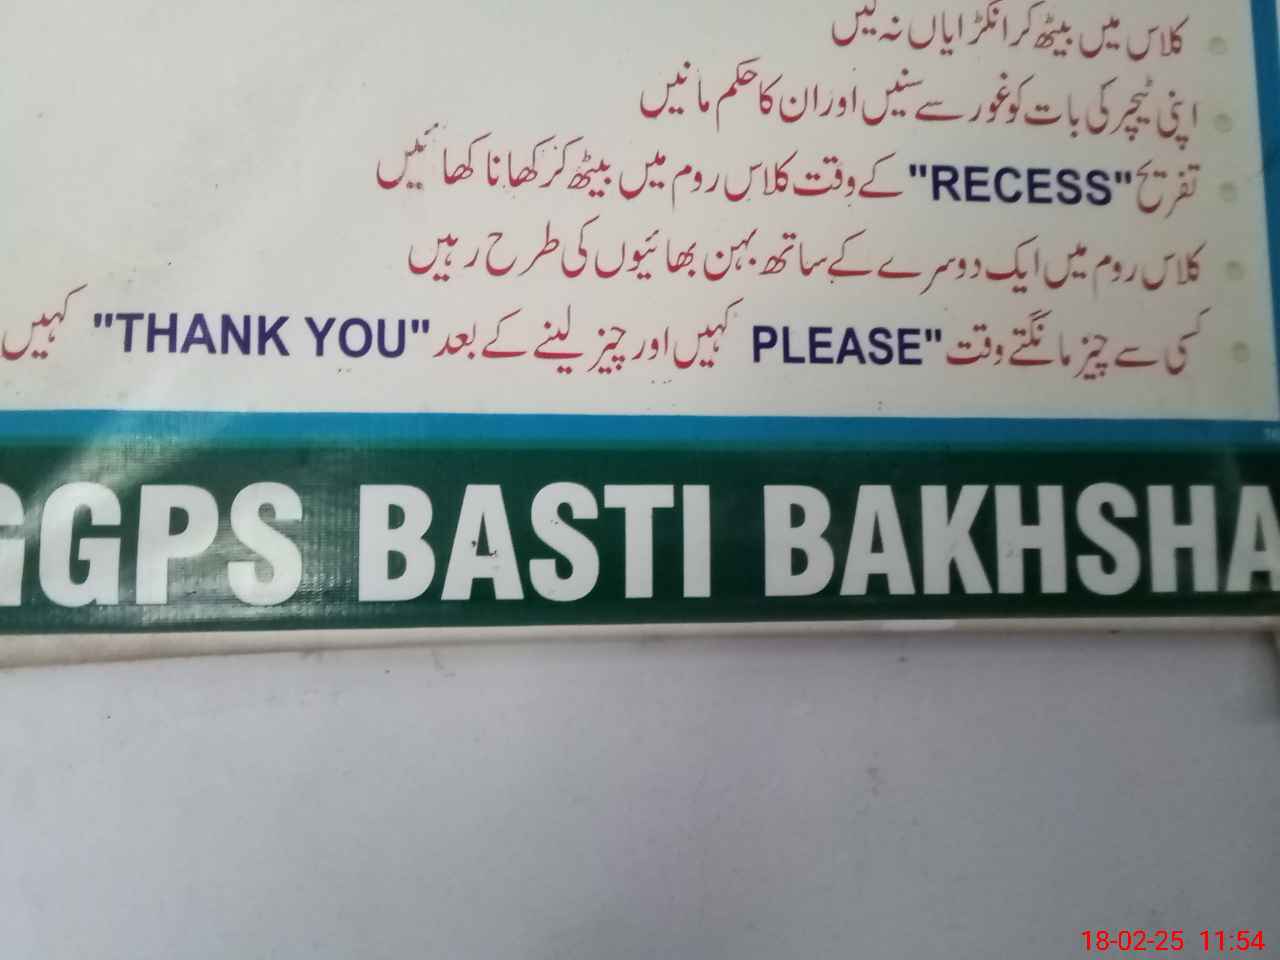 کلاس میں بیٹھ کر انگڑایاں نہ لیں
اپنی ٹیچر کی بات کو غور سے سنیں اور ان کا حکم مانیں
تفریح "RECESS" کے وقت کلاس روم میں بیٹھ کر کھانا کھائیں
کلاس روم میں ایک دوسرے کے ساتھ بہن بھائیوں کی طرح رہیں
کسی سے چیز مانگتے وقت "PLEASE کہیں اور چیز لینے کے بعد "THANK YOU" کہیں
GGPS BASTI BAKHSHA
18-02-25 11:54